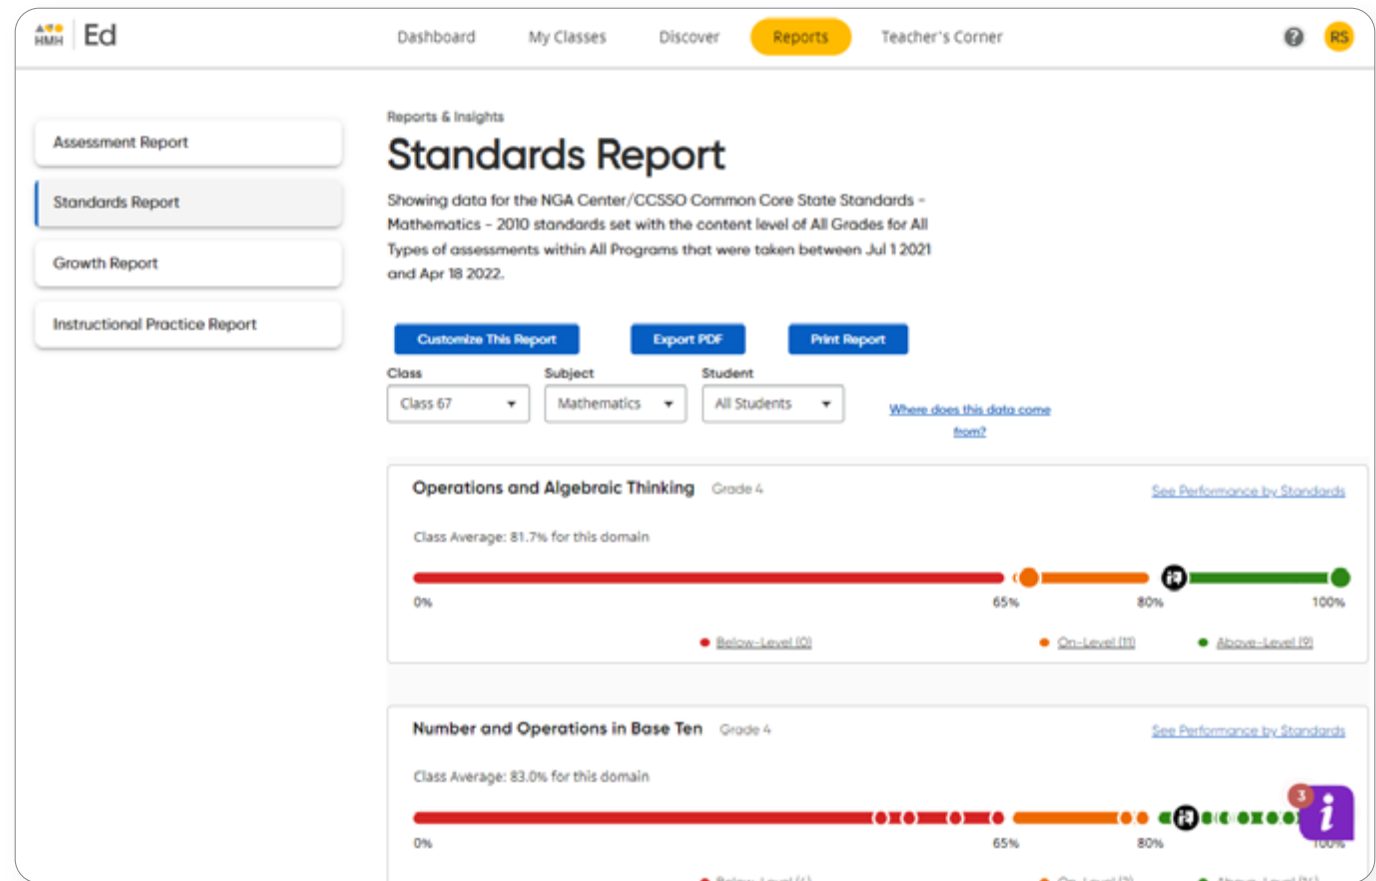 HMH Ed
Dashboard My Classes Discover Reports Teacher's Corner ? RS
Assessment Report
Standards Report
Growth Report
Instructional Practice Report
Reports & Insights
Standards Report
Showing data for the NGA Center/CCSSO Common Core State Standards -
Mathematics - 2010 standards set with the content level of All Grades for All
Types of assessments within All Programs that were taken between Jul 1 2021
and Apr 18 2022.
Customize This Report Export PDF Print Report
Class Subject Student
Class 67 Mathematics All Students
Where does this data come
from?
Operations and Algebraic Thinking Grade 4 See Performance by Standards
Class Average: 81.7% for this domain
0% 65% 80% 100%
Below-Level (0) On-Level (11) Above-Level (9)
Number and Operations in Base Ten Grade 4 See Performance by Standards
Class Average: 83.0% for this domain
3
i
0% 65% 80% 100%